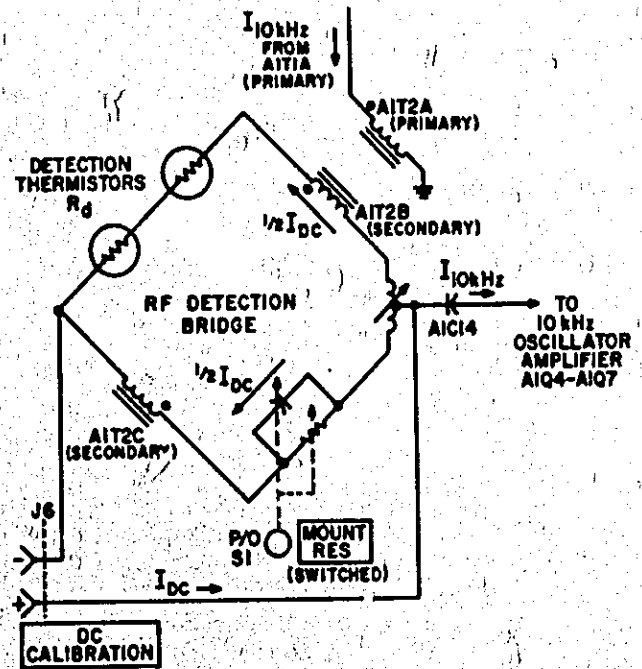 I10kHz
FROM
A1T1A
(PRIMARY)
A1T2A
(PRIMARY)
DETECTION
THERMISTORS
Rd
1/2 IDC
A1T2B
(SECONDARY)
I10kHz
RF DETECTION
BRIDGE
A1C14
TO
10 kHz
OSCILLATOR
AMPLIFIER
A1Q4-A1Q7
1/2 IDC
A1T2C
(SECONDARY)
J6
P/O
S1
MOUNT
RES
(SWITCHED)
-
+
IDC
DC
CALIBRATION